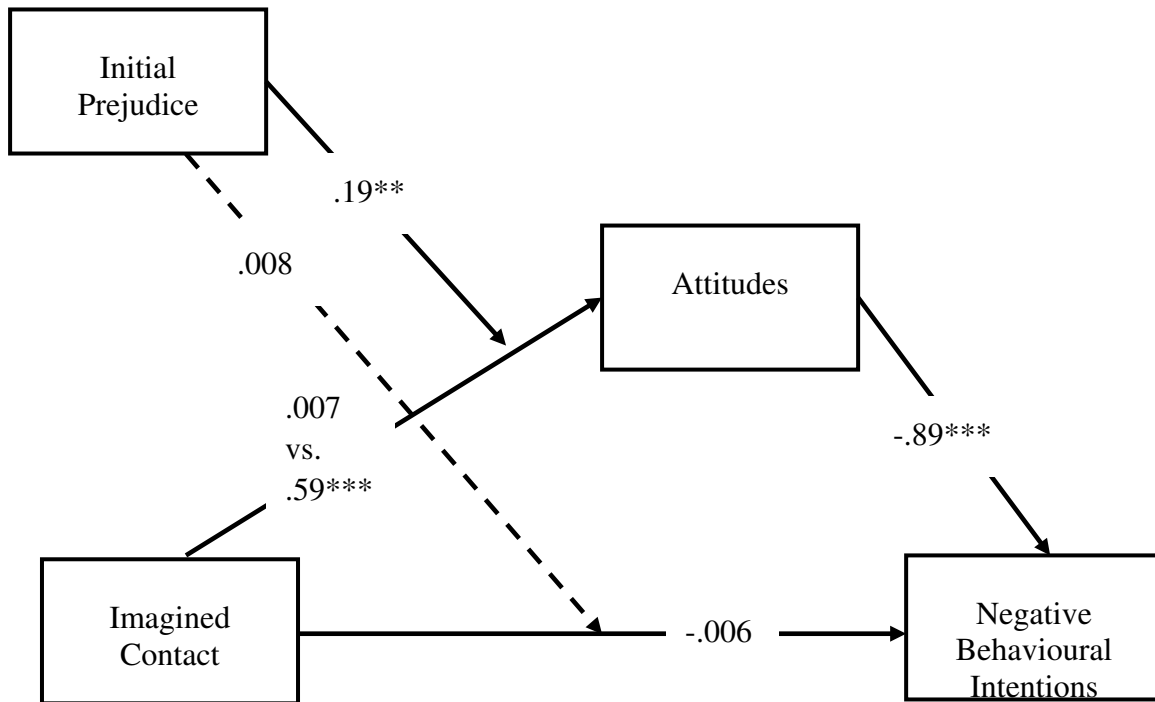 Initial
Prejudice
.19**
.008
Attitudes
.007
vs.
.59***
-.89***
Imagined
Contact
-.006
Negative
Behavioural
Intentions